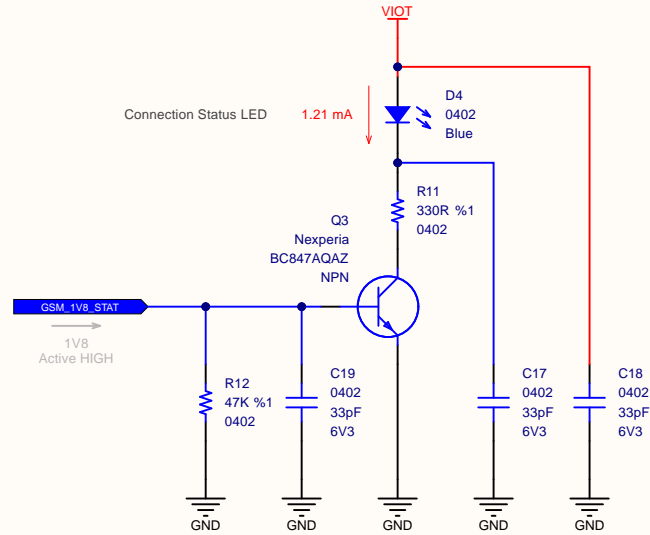 VIOT
Connection Status LED
1.21 mA
D4
0402
Blue
R11
330R %1
0402
Q3
Nexperia
BC847AQAZ
NPN
GSM_1V8_STAT
1V8
Active HIGH
R12
47K %1
0402
C19
0402
33pF
6V3
C17
0402
33pF
6V3
C18
0402
33pF
6V3
GND
GND
GND
GND
GND